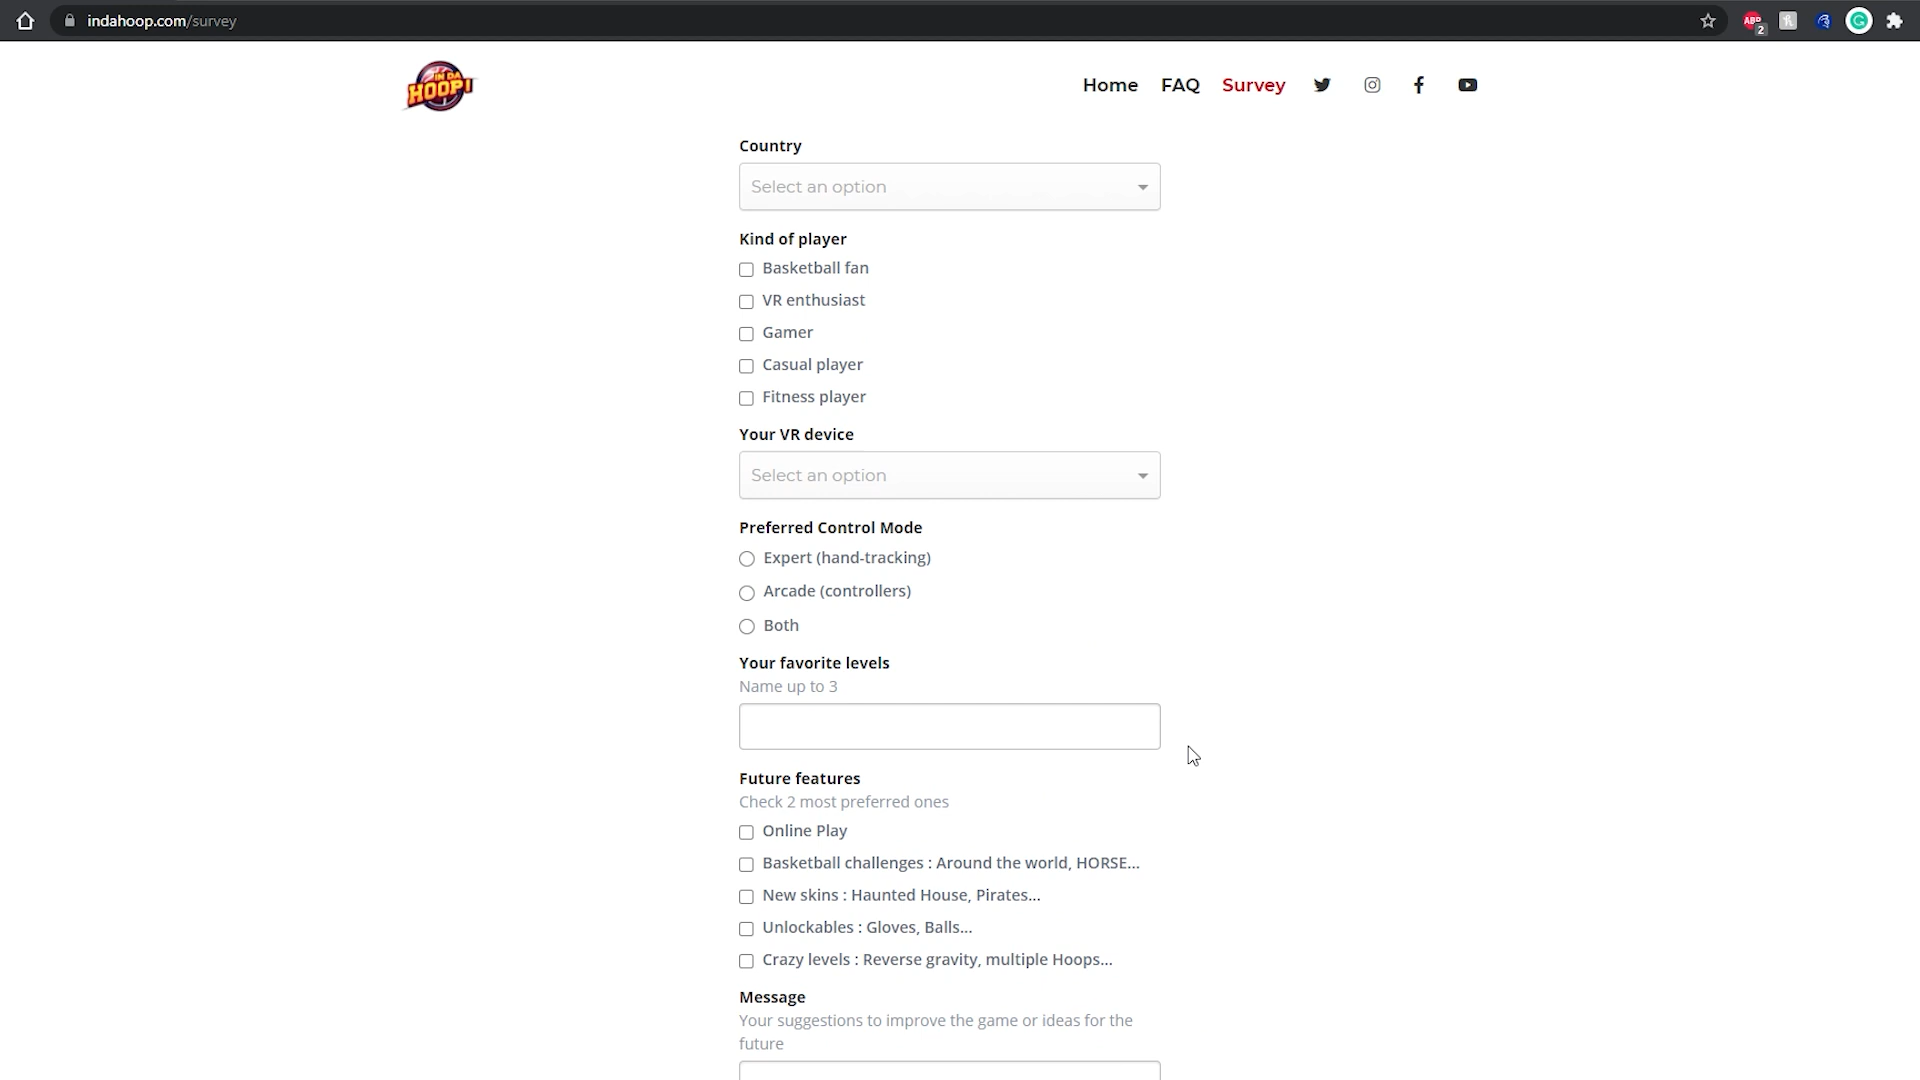 indahoop.com/survey
ABP
2
IN DA
HOOP!
Home FAQ Survey
Country
Select an option
Kind of player
Basketball fan
VR enthusiast
Gamer
Casual player
Fitness player
Your VR device
Select an option
Preferred Control Mode
Expert (hand-tracking)
Arcade (controllers)
Both
Your favorite levels
Name up to 3
Future features
Check 2 most preferred ones
Online Play
Basketball challenges : Around the world, HORSE...
New skins : Haunted House, Pirates...
Unlockables : Gloves, Balls...
Crazy levels : Reverse gravity, multiple Hoops...
Message
Your suggestions to improve the game or ideas for the
future